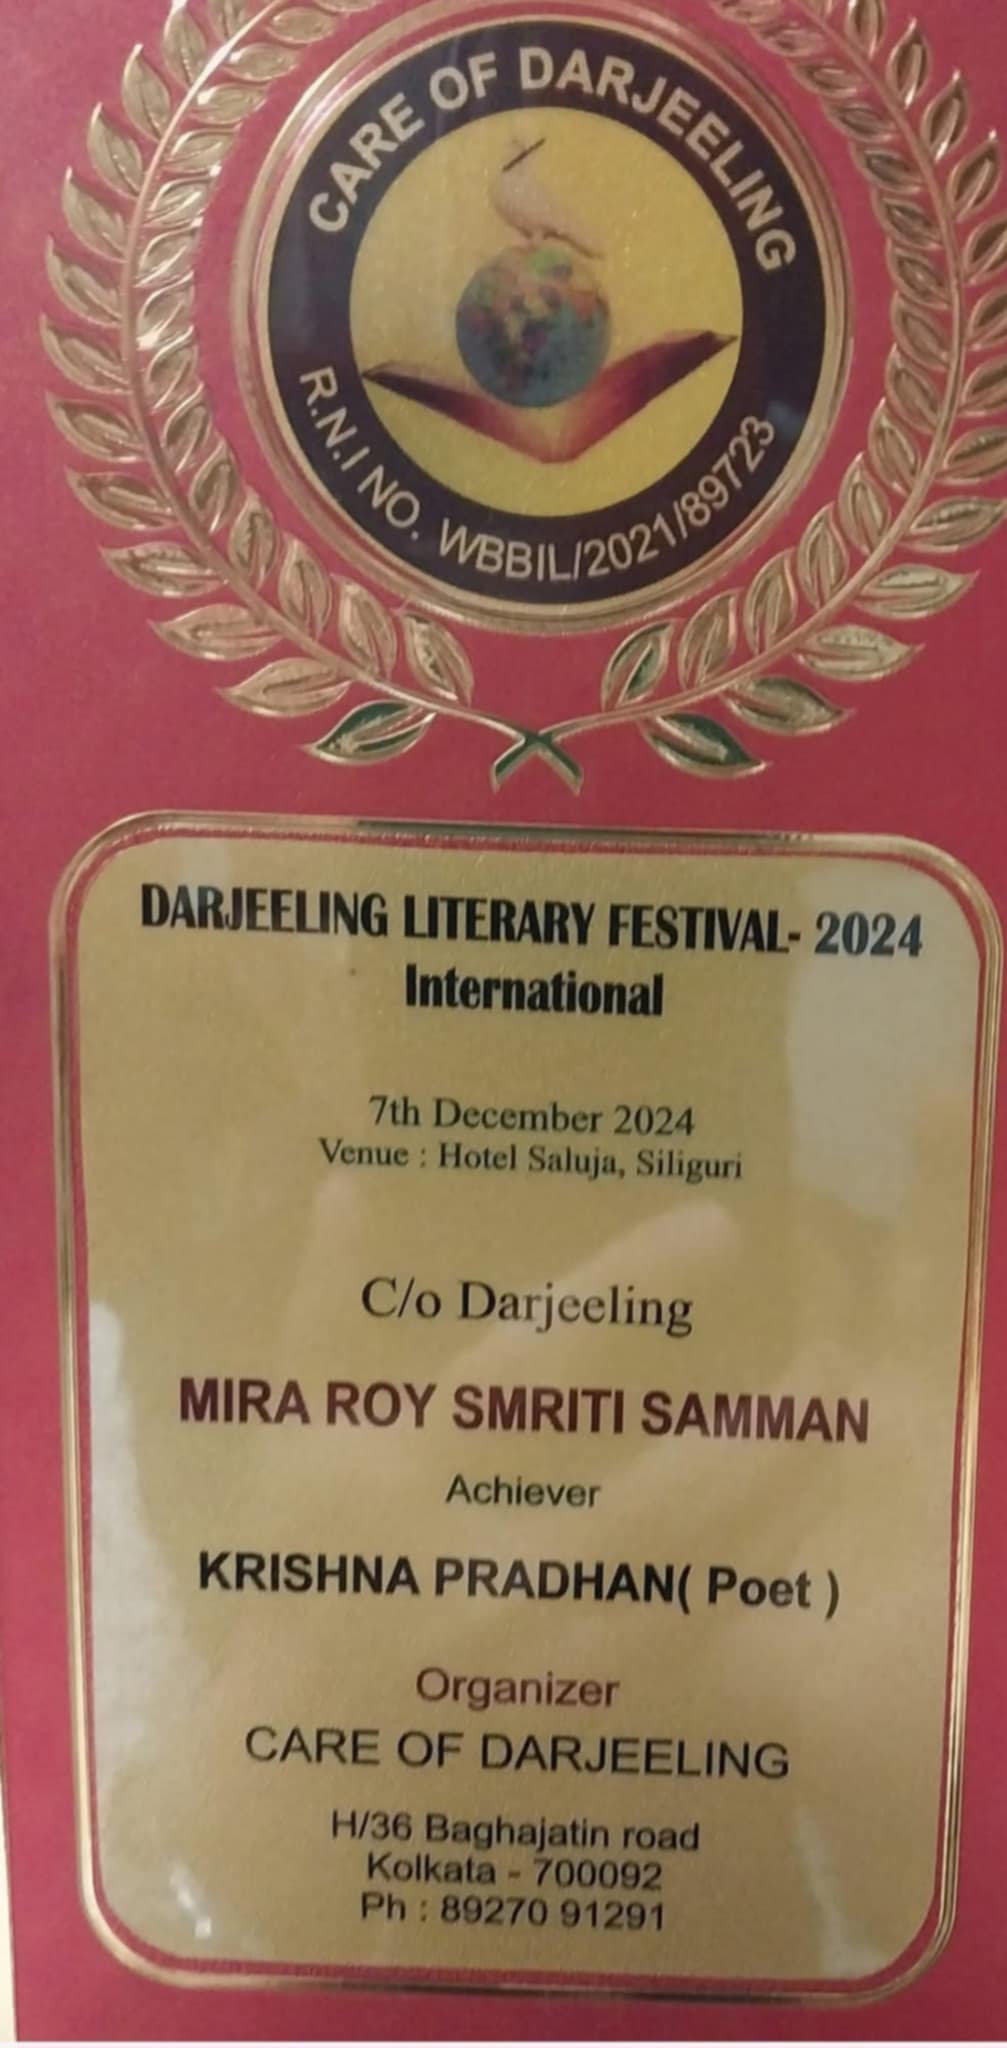 CARE OF DARJEELING
R.N.I NO. WBBIL/2021/89723
DARJEELING LITERARY FESTIVAL- 2024
International
7th December 2024
Venue : Hotel Saluja, Siliguri
C/o Darjeeling
MIRA ROY SMRITI SAMMAN
Achiever
KRISHNA PRADHAN( Poet )
Organizer
CARE OF DARJEELING
H/36 Baghajatin road
Kolkata - 700092
Ph : 89270 91291